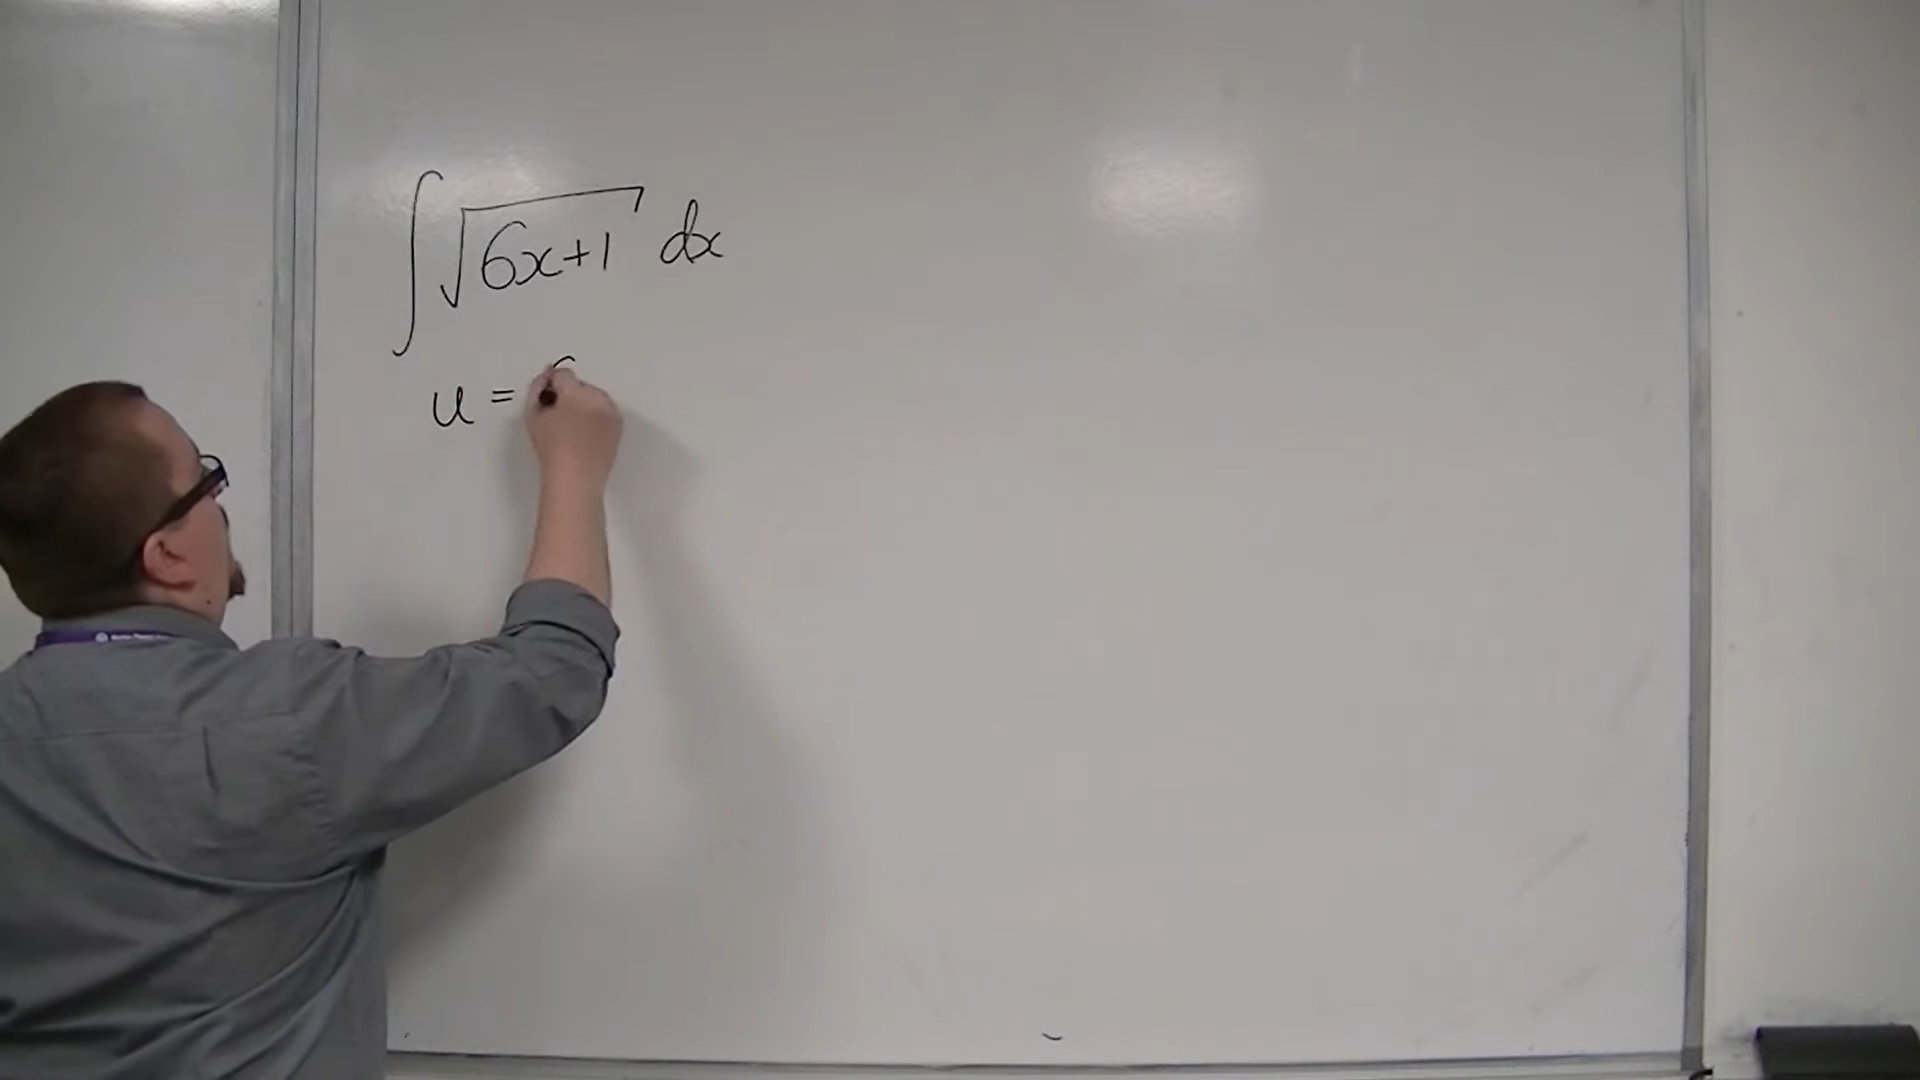 ∫√6x+1 dx
u =